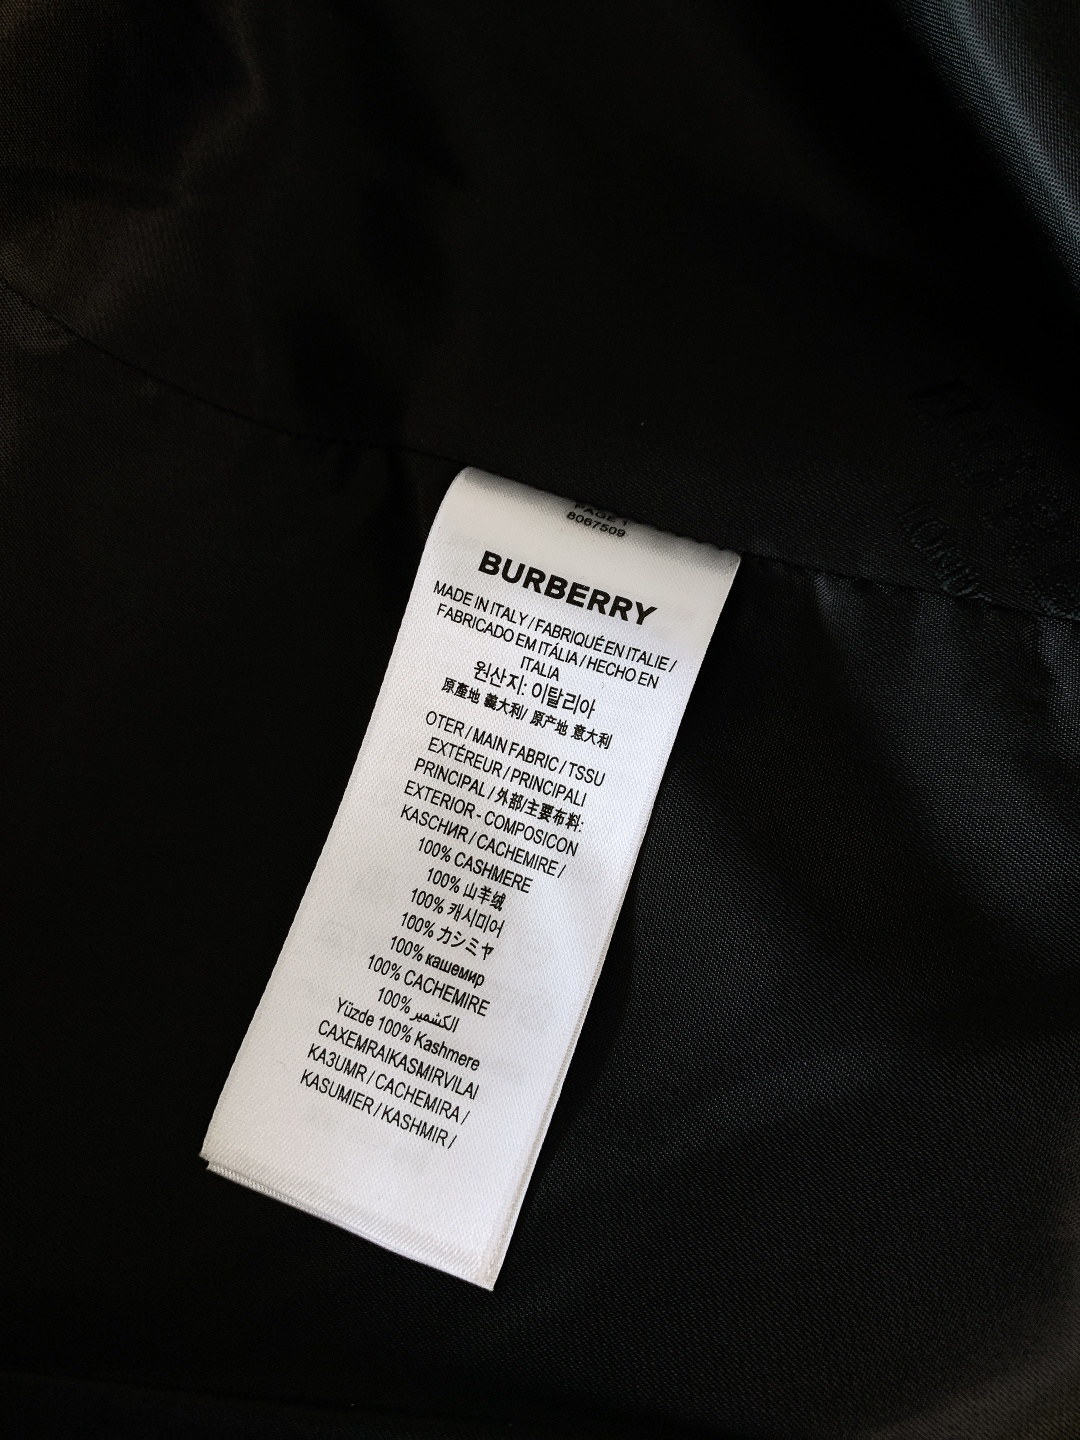 PAGE 1
8067509
BURBERRY
MADE IN ITALY / FABRIQUÉ EN ITALIE /
FABRICADO EM ITÁLIA / HECHO EN
ITALIA
원산지: 이탈리아
原產地 義大利/ 原产地 意大利
OTER / MAIN FABRIC / TSSU
EXTÉREUR / PRINCIPALI
PRINCIPAL / 外部/主要布料:
EXTERIOR - COMPOSICON
KASCHИR / CACHEMIRE /
100% CASHMERE
100% 山羊绒
100% 캐시미어
100% カシミヤ
100% кашемир
100% CACHEMIRE
100% الكشمير
Yüzde 100% Kashmere
CAXEMRAIKASMIRVILAI
KA3UMR / CACHEMIRA /
KASUMIER / KASHMIR /